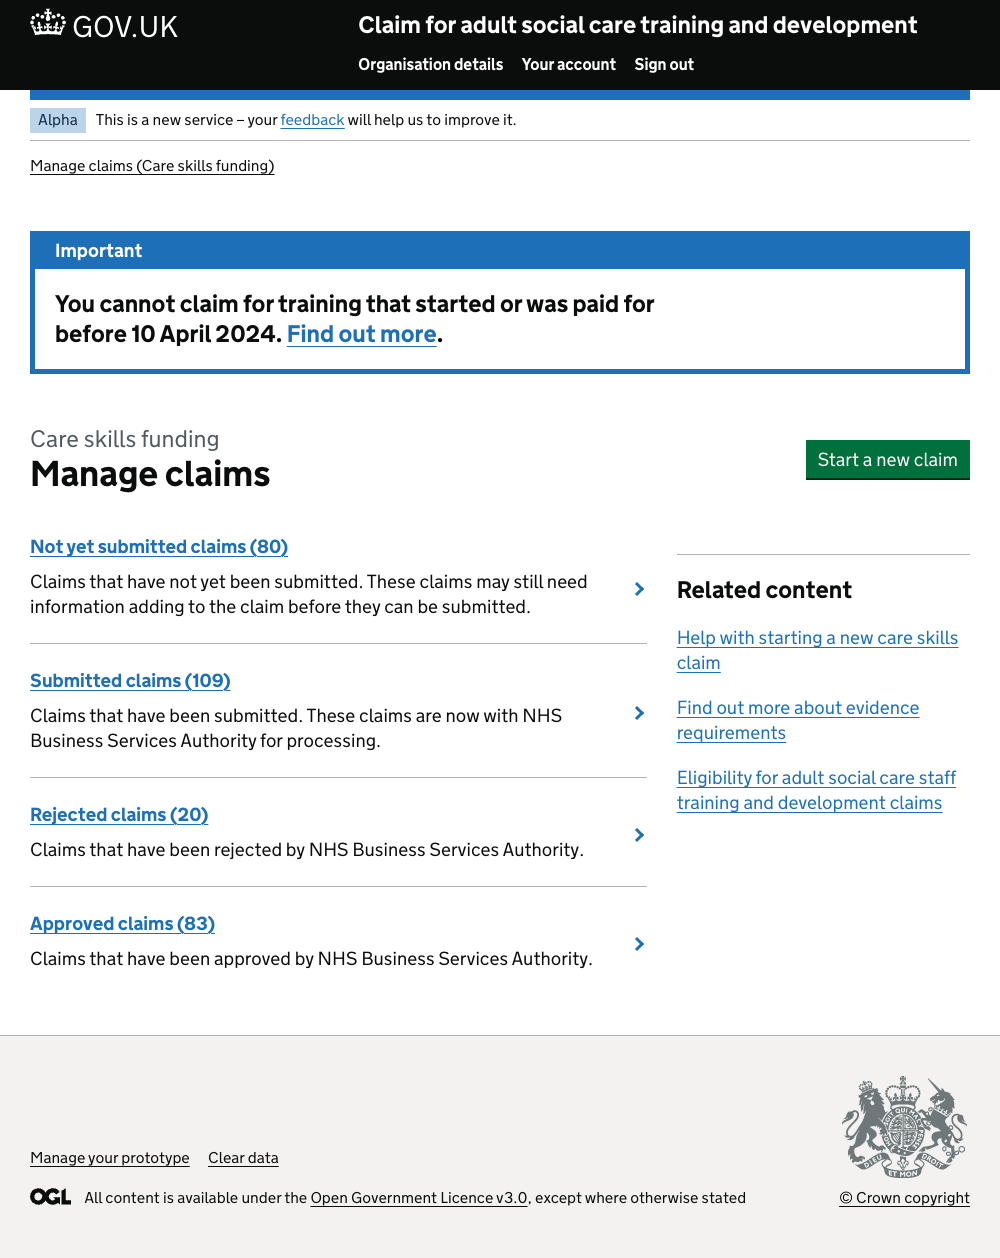 GOV.UK
Claim for adult social care training and development
Organisation details Your account Sign out
Alpha This is a new service – your feedback will help us to improve it.
Manage claims (Care skills funding)
Important
You cannot claim for training that started or was paid for
before 10 April 2024. Find out more.
Care skills funding
Manage claims
Start a new claim
Not yet submitted claims (80)
Claims that have not yet been submitted. These claims may still need
information adding to the claim before they can be submitted.
Submitted claims (109)
Claims that have been submitted. These claims are now with NHS
Business Services Authority for processing.
Rejected claims (20)
Claims that have been rejected by NHS Business Services Authority.
Approved claims (83)
Claims that have been approved by NHS Business Services Authority.
Related content
Help with starting a new care skills
claim
Find out more about evidence
requirements
Eligibility for adult social care staff
training and development claims
Manage your prototype Clear data
OGL All content is available under the Open Government Licence v3.0, except where otherwise stated
DIEU ET MON DROIT
© Crown copyright